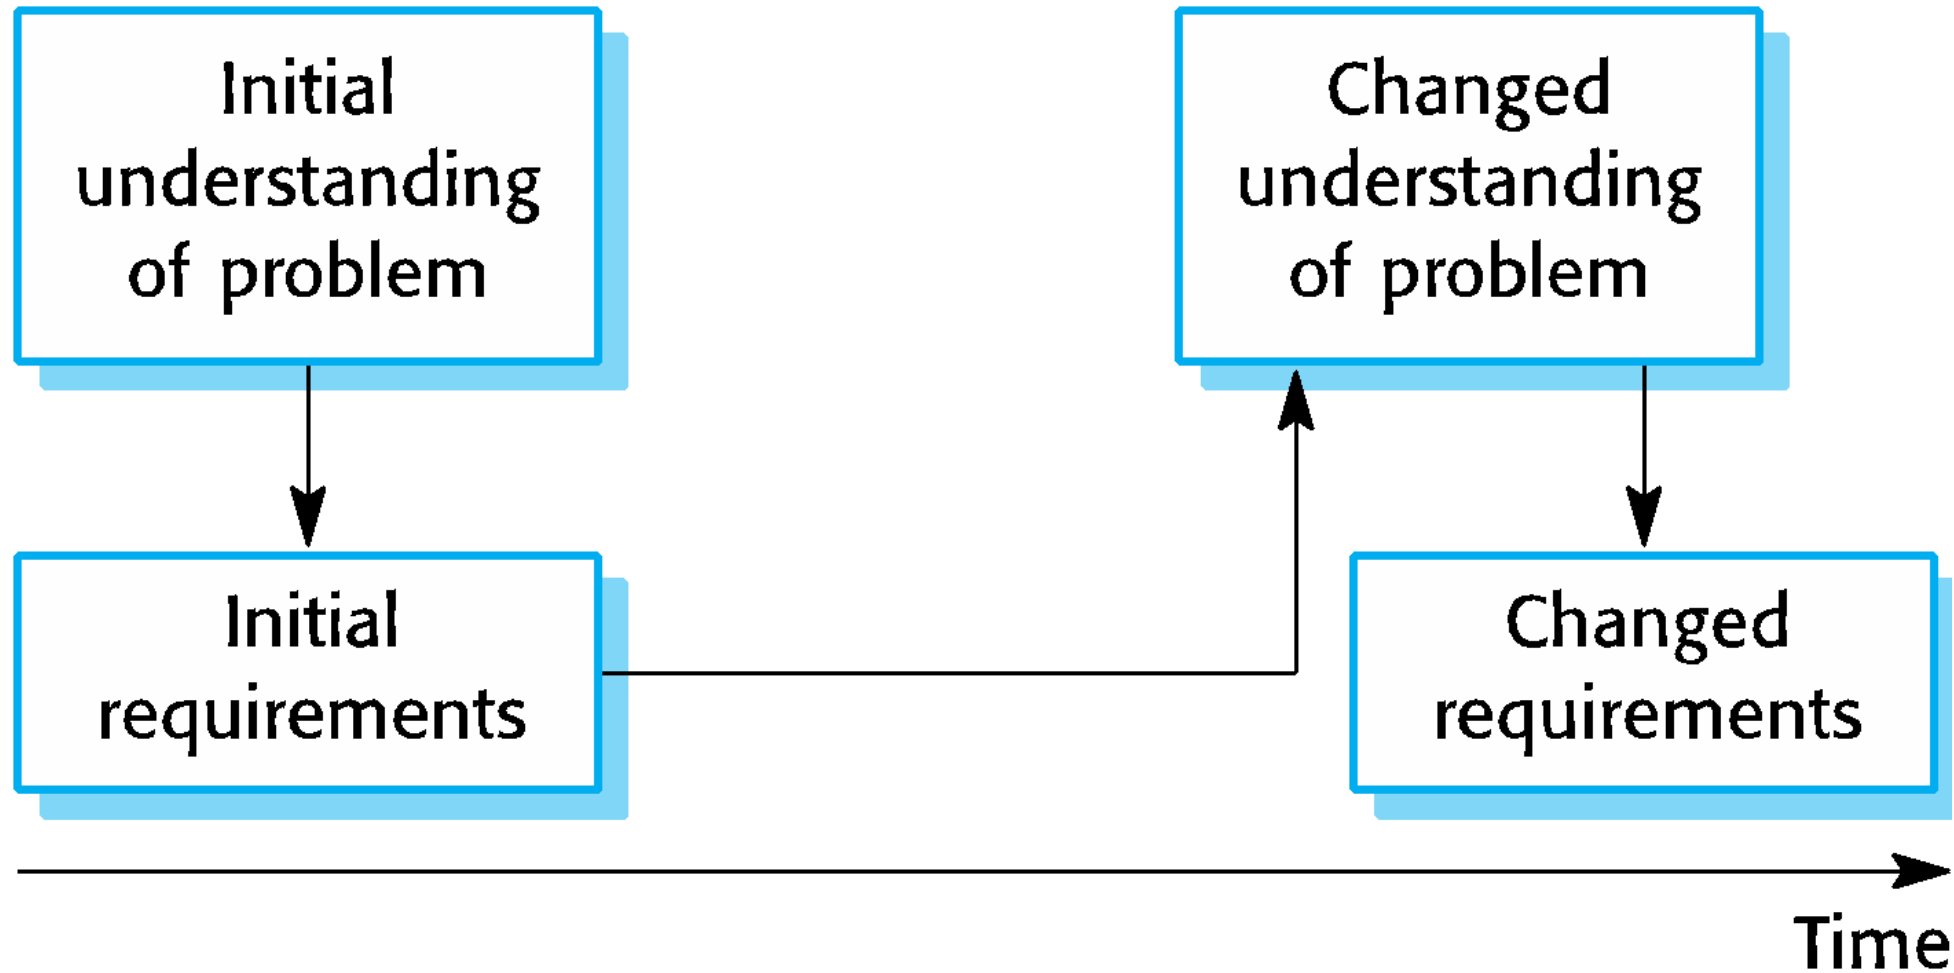 Initial
understanding
of problem
Changed
understanding
of problem
Initial
requirements
Changed
requirements
Time